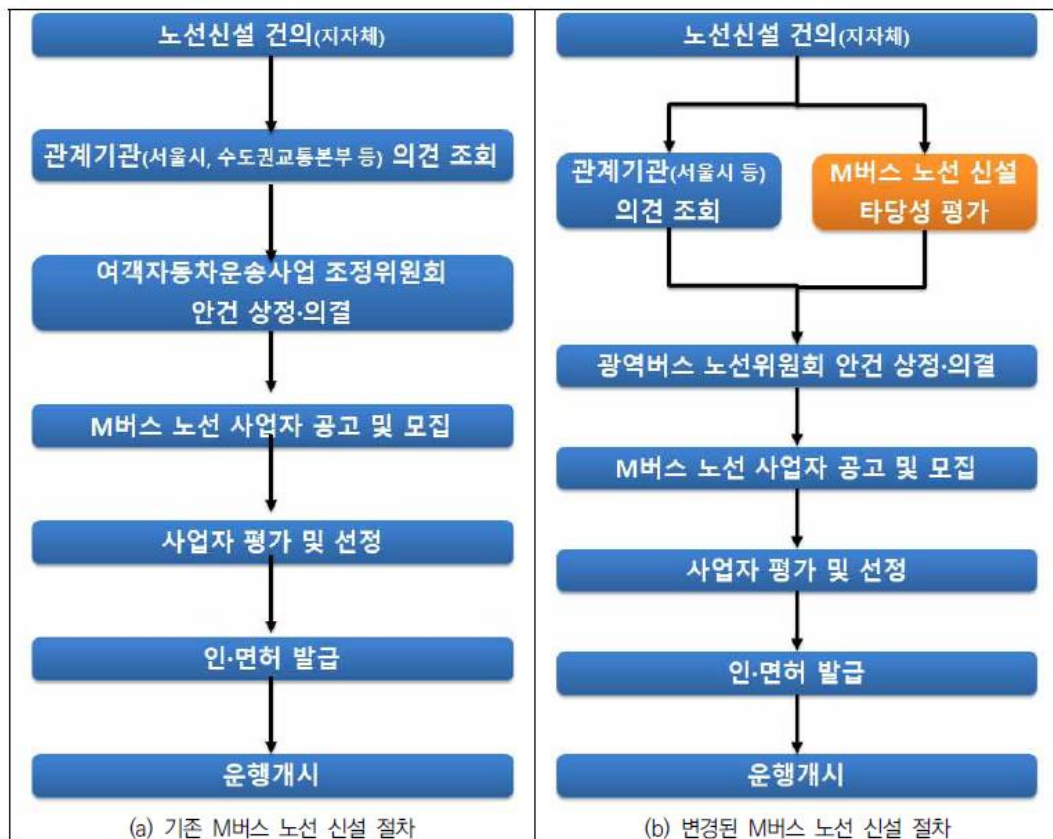 노선신설 건의(지자체)
관계기관(서울시, 수도권교통본부 등) 의견 조회
여객자동차운송사업 조정위원회
안건 상정·의결
M버스 노선 사업자 공고 및 모집
사업자 평가 및 선정
인·면허 발급
운행개시
(a) 기존 M버스 노선 신설 절차
노선신설 건의(지자체)
관계기관(서울시 등)
의견 조회
M버스 노선 신설
타당성 평가
광역버스 노선위원회 안건 상정·의결
M버스 노선 사업자 공고 및 모집
사업자 평가 및 선정
인·면허 발급
운행개시
(b) 변경된 M버스 노선 신설 절차